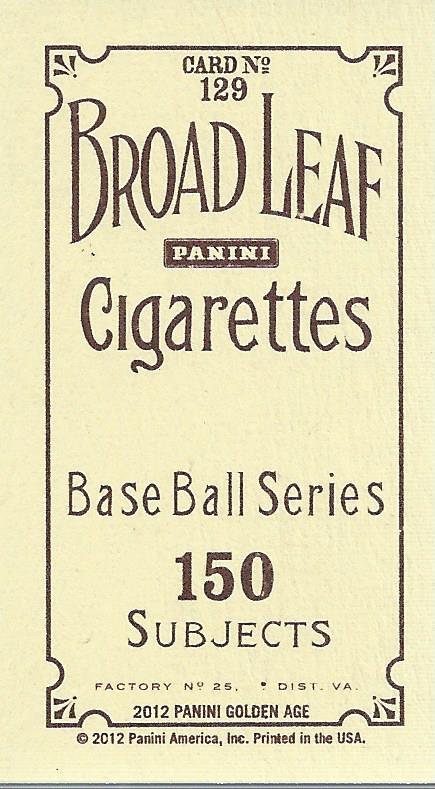 CARD Nº
129
BROAD LEAF
PANINI
Cigarettes
Base Ball Series
150
SUBJECTS
FACTORY Nº 25, DIST. VA.
2012 PANINI GOLDEN AGE
© 2012 Panini America, Inc. Printed in the USA.